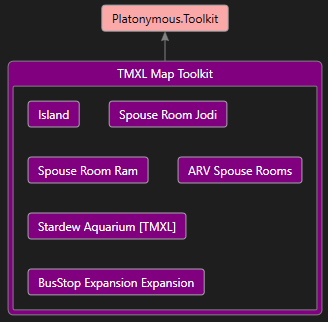 Platonymous.Toolkit
TMXL Map Toolkit
Island
Spouse Room Jodi
Spouse Room Ram
ARV Spouse Rooms
Stardew Aquarium [TMXL]
BusStop Expansion Expansion